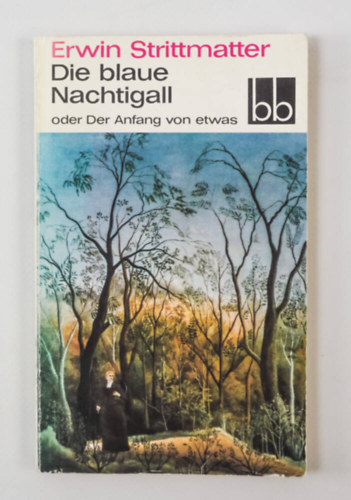 Erwin Strittmatter
Die blaue
Nachtigall
oder Der Anfang von etwas
bb